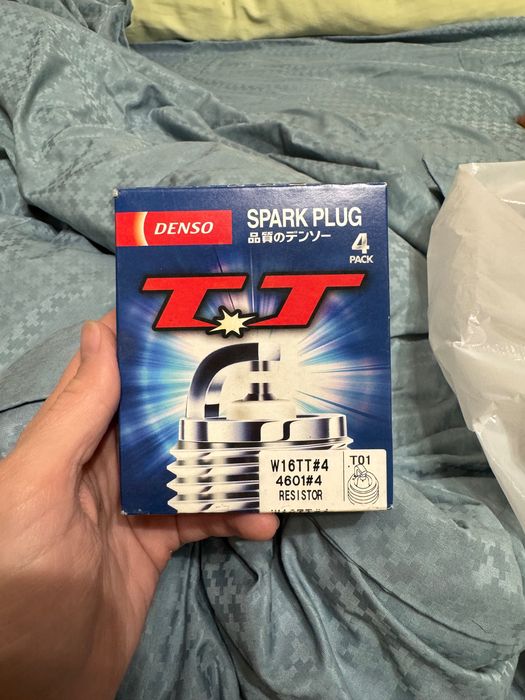 DENSO
SPARK PLUG
品質のデンソー
4
PACK
TT
W16TT#4
4601#4
RESISTOR
T01